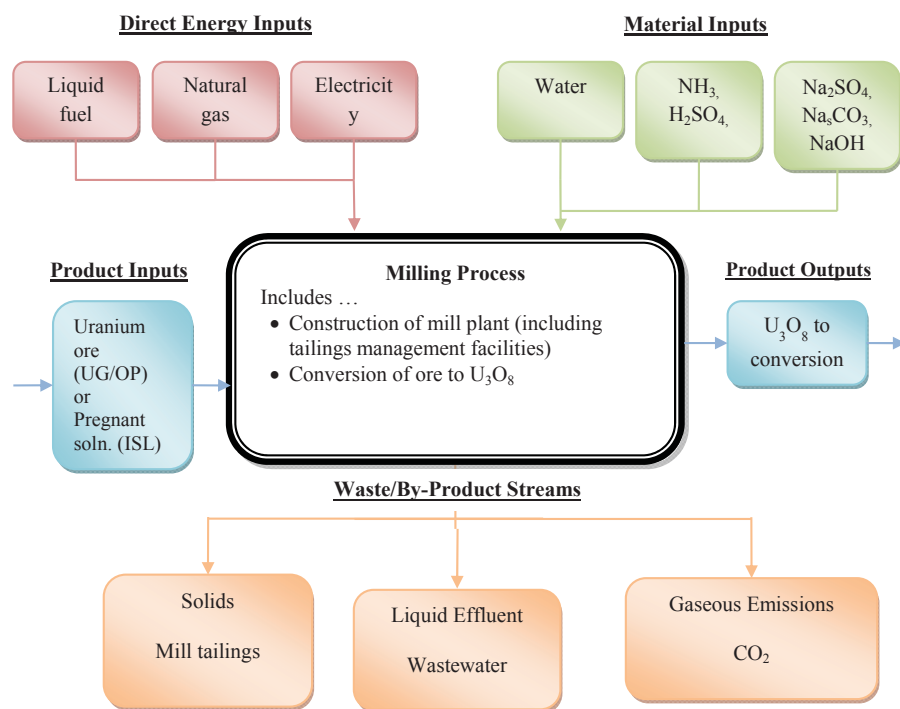 Direct Energy Inputs
Material Inputs
Liquid
fuel
Natural
gas
Electricit
y
Water
NH₃,
H₂SO₄,
Na₂SO₄,
NaₛCO₃,
NaOH
Product Inputs
Uranium
ore
(UG/OP)
or
Pregnant
soln. (ISL)
Milling Process
Includes …
• Construction of mill plant (including
tailings management facilities)
• Conversion of ore to U₃O₈
Product Outputs
U₃O₈ to
conversion
Waste/By-Product Streams
Solids
Mill tailings
Liquid Effluent
Wastewater
Gaseous Emissions
CO₂